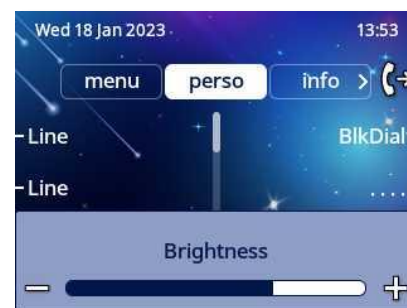 Wed 18 Jan 2023 13:53
menu perso info >
Line BlkDial
Line ....
Brightness
− +